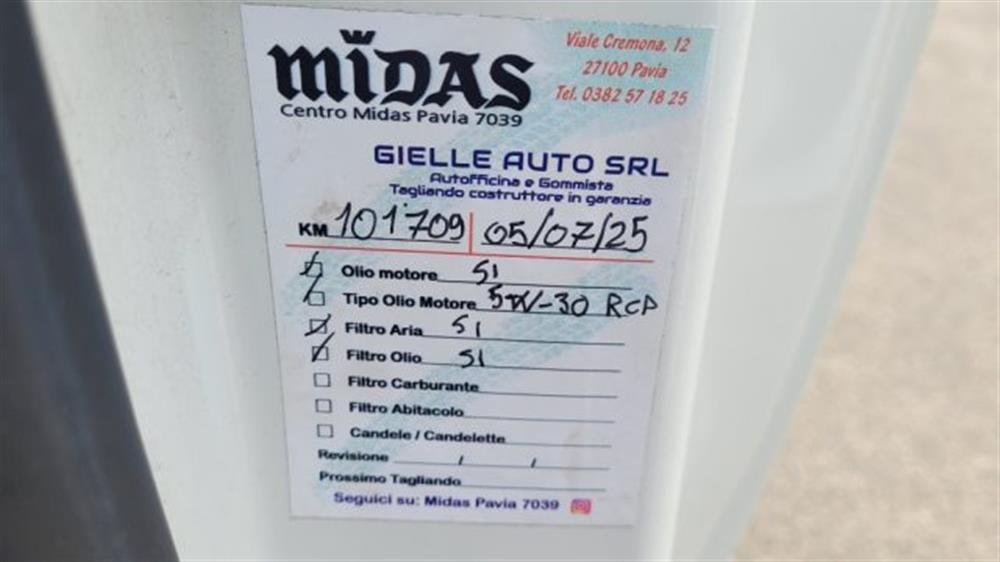 MIDAS
Centro Midas Pavia 7039
Viale Cremona, 12
27100 Pavia
Tel. 0382 57 18 25
GIELLE AUTO SRL
Autofficina e Gommista
Tagliando costruttore in garanzia
KM 101709 05/07/25
Olio motore SI
Tipo Olio Motore 5W-30 RCP
Filtro Aria SI
Filtro Olio SI
Filtro Carburante
Filtro Abitacolo
Candele / Candelette
Revisione / /
Prossimo Tagliando
Seguici su: Midas Pavia 7039